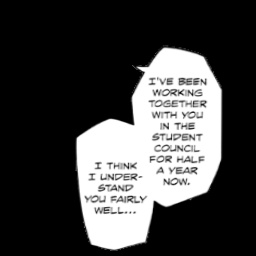 I'VE BEEN
WORKING
TOGETHER
WITH YOU
IN THE
STUDENT
COUNCIL
FOR HALF
A YEAR
NOW.
I THINK
I UNDER-
STAND
YOU FAIRLY
WELL...